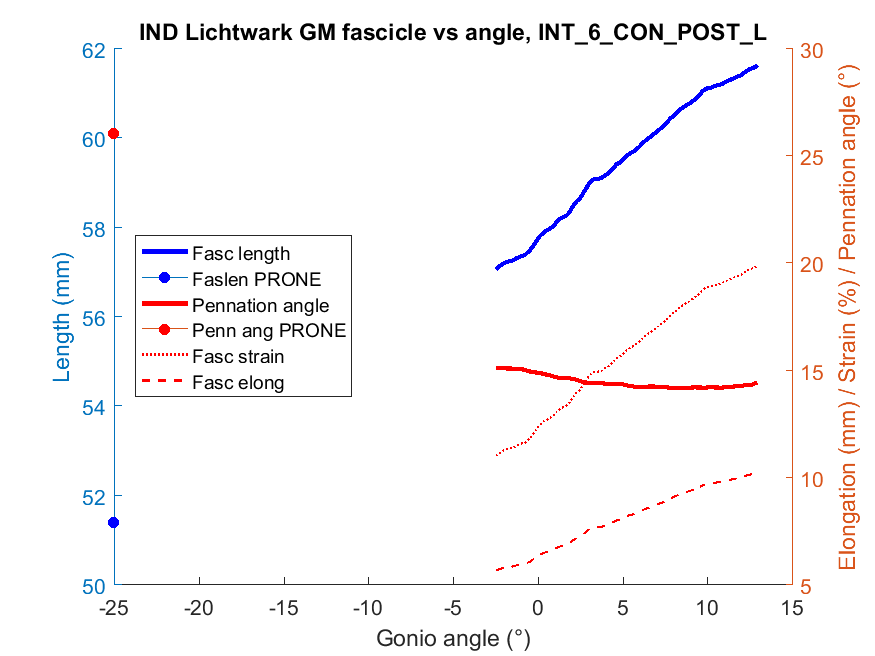 IND Lichtwark GM fascicle vs angle, INT_6_CON_POST_L
62
60
58
56
54
52
50
Length (mm)
30
25
20
15
10
5
Elongation (mm) / Strain (%) / Pennation angle (°)
Fasc length
Faslen PRONE
Pennation angle
Penn ang PRONE
Fasc strain
Fasc elong
-25 -20 -15 -10 -5 0 5 10 15
Gonio angle (°)